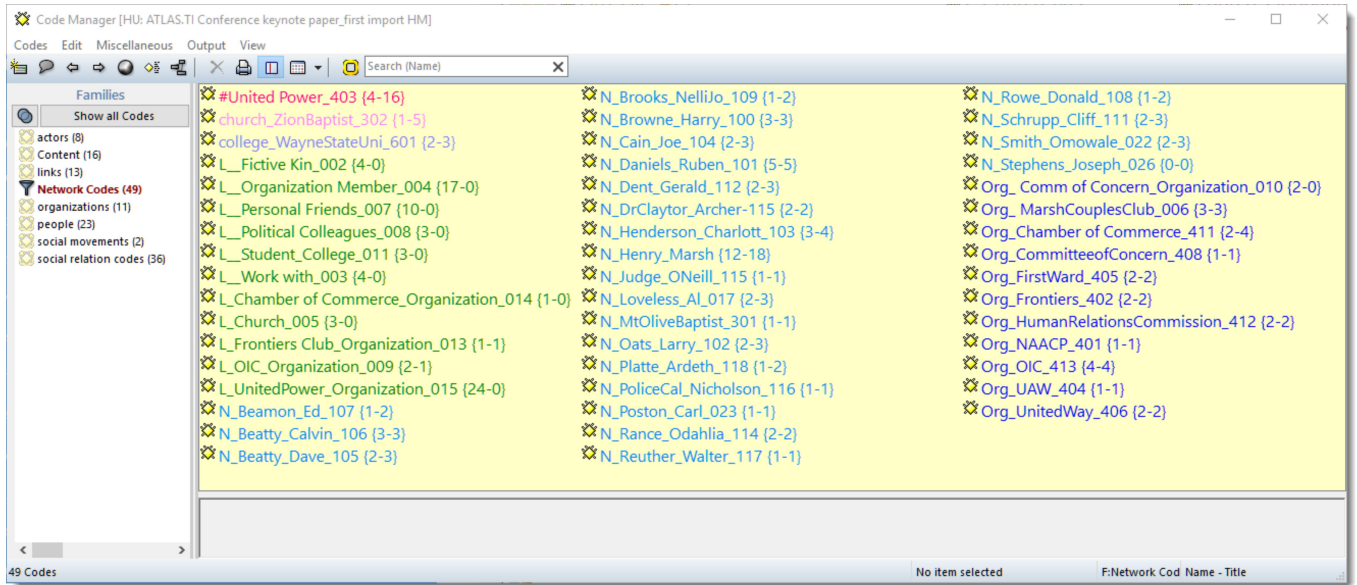 Code Manager [HU: ATLAS.TI Conference keynote paper_first import HM]
Codes Edit Miscellaneous Output View
Search (Name)
Families
Show all Codes
actors (8)
Content (16)
links (13)
Network Codes (49)
organizations (11)
people (23)
social movements (2)
social relation codes (36)
#United Power_403 {4-16}
church_ZionBaptist_302 {1-5}
college_WayneStateUni_601 {2-3}
L__Fictive Kin_002 {4-0}
L__Organization Member_004 {17-0}
L__Personal Friends_007 {10-0}
L__Political Colleagues_008 {3-0}
L__Student_College_011 {3-0}
L__Work with_003 {4-0}
L_Chamber of Commerce_Organization_014 {1-0}
L_Church_005 {3-0}
L_Frontiers Club_Organization_013 {1-1}
L_OIC_Organization_009 {2-1}
L_UnitedPower_Organization_015 {24-0}
N_Beamon_Ed_107 {1-2}
N_Beatty_Calvin_106 {3-3}
N_Beatty_Dave_105 {2-3}
N_Brooks_NelliJo_109 {1-2}
N_Browne_Harry_100 {3-3}
N_Cain_Joe_104 {2-3}
N_Daniels_Ruben_101 {5-5}
N_Dent_Gerald_112 {2-3}
N_DrClaytor_Archer-115 {2-2}
N_Henderson_Charlott_103 {3-4}
N_Henry_Marsh {12-18}
N_Judge_ONeill_115 {1-1}
N_Loveless_Al_017 {2-3}
N_MtOliveBaptist_301 {1-1}
N_Oats_Larry_102 {2-3}
N_Platte_Ardeth_118 {1-2}
N_PoliceCal_Nicholson_116 {1-1}
N_Poston_Carl_023 {1-1}
N_Rance_Odahlia_114 {2-2}
N_Reuther_Walter_117 {1-1}
N_Rowe_Donald_108 {1-2}
N_Schrupp_Cliff_111 {2-3}
N_Smith_Omowale_022 {2-3}
N_Stephens_Joseph_026 {0-0}
Org_ Comm of Concern_Organization_010 {2-0}
Org_ MarshCouplesClub_006 {3-3}
Org_Chamber of Commerce_411 {2-4}
Org_CommitteeofConcern_408 {1-1}
Org_FirstWard_405 {2-2}
Org_Frontiers_402 {2-2}
Org_HumanRelationsCommission_412 {2-2}
Org_NAACP_401 {1-1}
Org_OIC_413 {4-4}
Org_UAW_404 {1-1}
Org_UnitedWay_406 {2-2}
49 Codes
No item selected
F:Network Cod
Name - Title